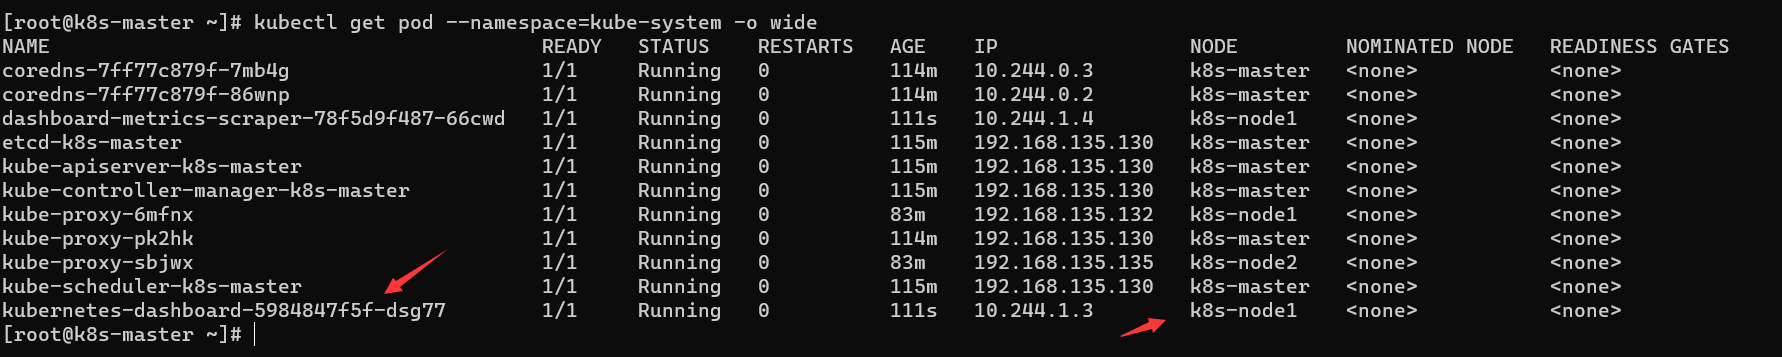 [root@k8s-master ~]# kubectl get pod --namespace=kube-system -o wide
NAME READY STATUS RESTARTS AGE IP NODE NOMINATED NODE READINESS GATES
coredns-7ff77c879f-7mb4g 1/1 Running 0 114m 10.244.0.3 k8s-master <none> <none>
coredns-7ff77c879f-86wnp 1/1 Running 0 114m 10.244.0.2 k8s-master <none> <none>
dashboard-metrics-scraper-78f5d9f487-66cwd 1/1 Running 0 111s 10.244.1.4 k8s-node1 <none> <none>
etcd-k8s-master 1/1 Running 0 115m 192.168.135.130 k8s-master <none> <none>
kube-apiserver-k8s-master 1/1 Running 0 115m 192.168.135.130 k8s-master <none> <none>
kube-controller-manager-k8s-master 1/1 Running 0 115m 192.168.135.130 k8s-master <none> <none>
kube-proxy-6mfnx 1/1 Running 0 83m 192.168.135.132 k8s-node1 <none> <none>
kube-proxy-pk2hk 1/1 Running 0 114m 192.168.135.130 k8s-master <none> <none>
kube-proxy-sbjwx 1/1 Running 0 83m 192.168.135.135 k8s-node2 <none> <none>
kube-scheduler-k8s-master 1/1 Running 0 115m 192.168.135.130 k8s-master <none> <none>
kubernetes-dashboard-5984847f5f-dsg77 1/1 Running 0 111s 10.244.1.3 k8s-node1 <none> <none>
[root@k8s-master ~]#